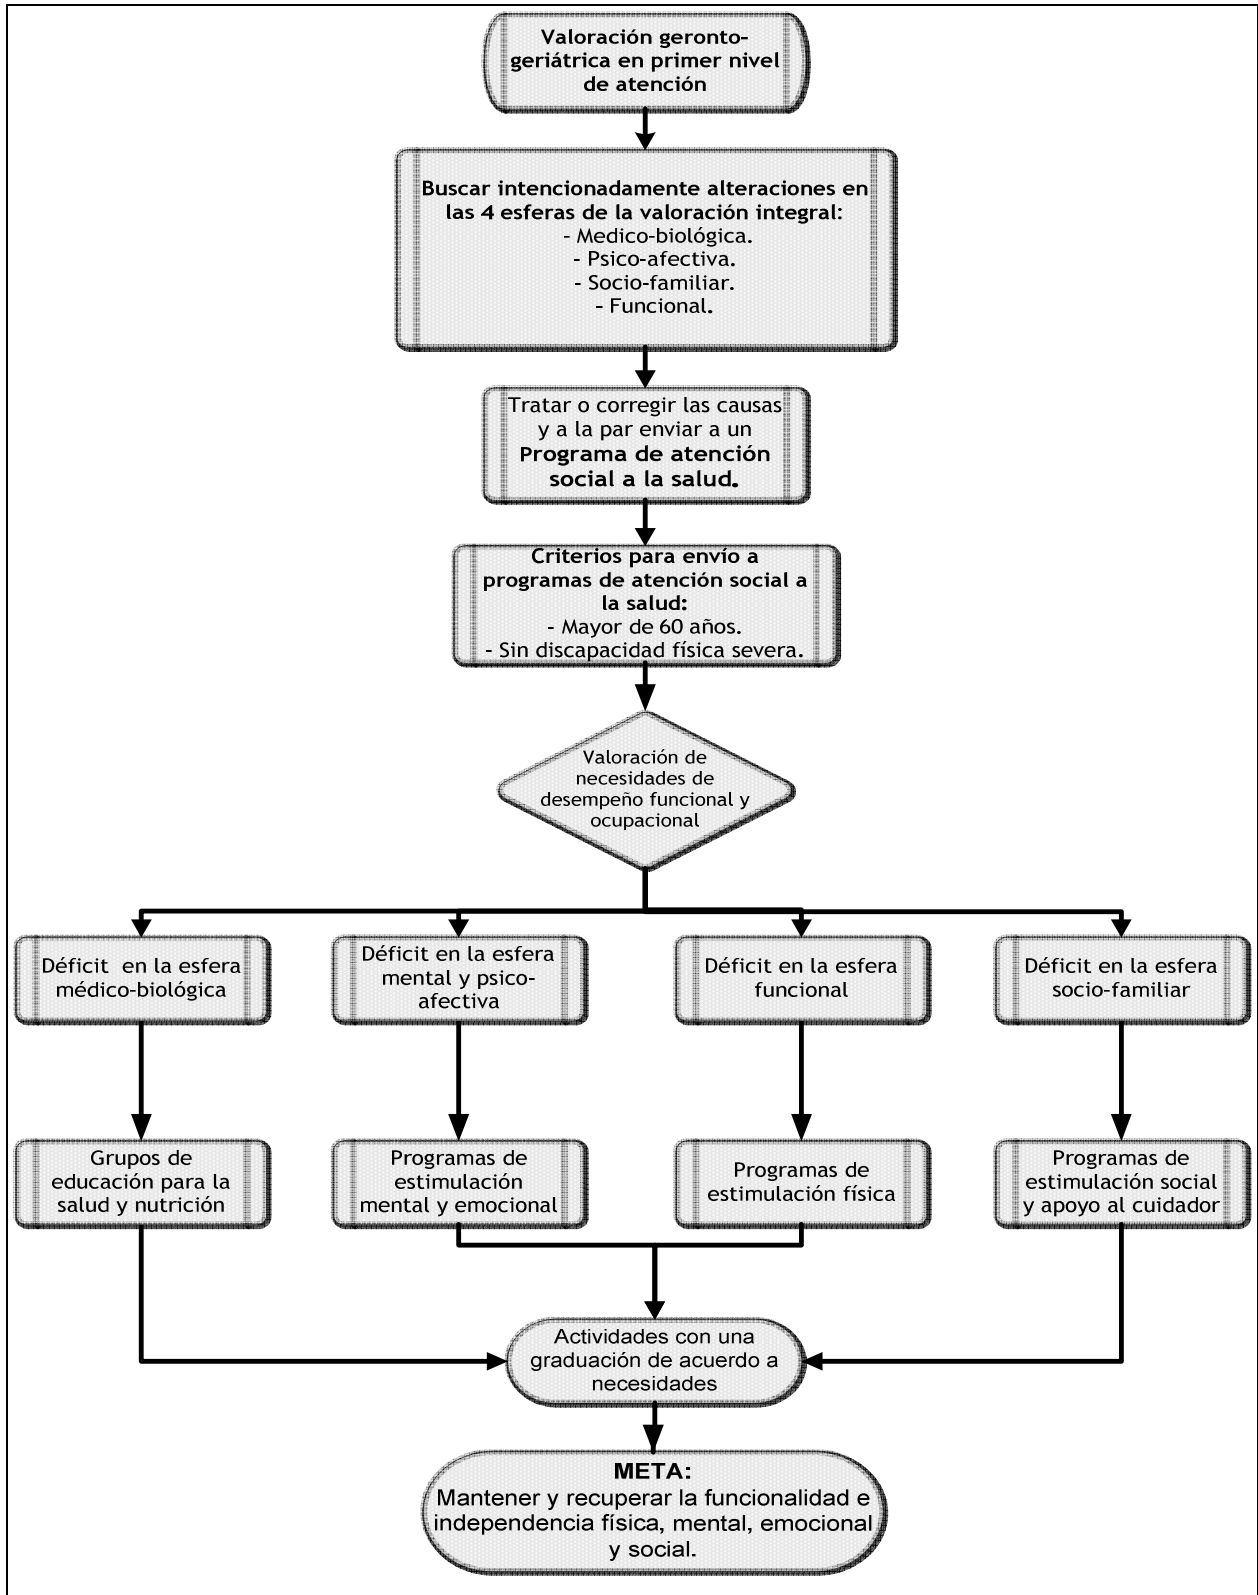 Valoración geronto-
geriátrica en primer nivel
de atención
Buscar intencionadamente alteraciones en
las 4 esferas de la valoración integral:
- Medico-biológica.
- Psico-afectiva.
- Socio-familiar.
- Funcional.
Tratar o corregir las causas
y a la par enviar a un
Programa de atención
social a la salud.
Criterios para envío a
programas de atención social a
la salud:
- Mayor de 60 años.
- Sin discapacidad física severa.
Valoración de
necesidades de
desempeño funcional y
ocupacional
Déficit en la esfera
médico-biológica
Déficit en la esfera
mental y psico-
afectiva
Déficit en la esfera
funcional
Déficit en la esfera
socio-familiar
Grupos de
educación para la
salud y nutrición
Programas de
estimulación
mental y emocional
Programas de
estimulación física
Programas de
estimulación social
y apoyo al cuidador
Actividades con una
graduación de acuerdo a
necesidades
META:
Mantener y recuperar la funcionalidad e
independencia física, mental, emocional
y social.